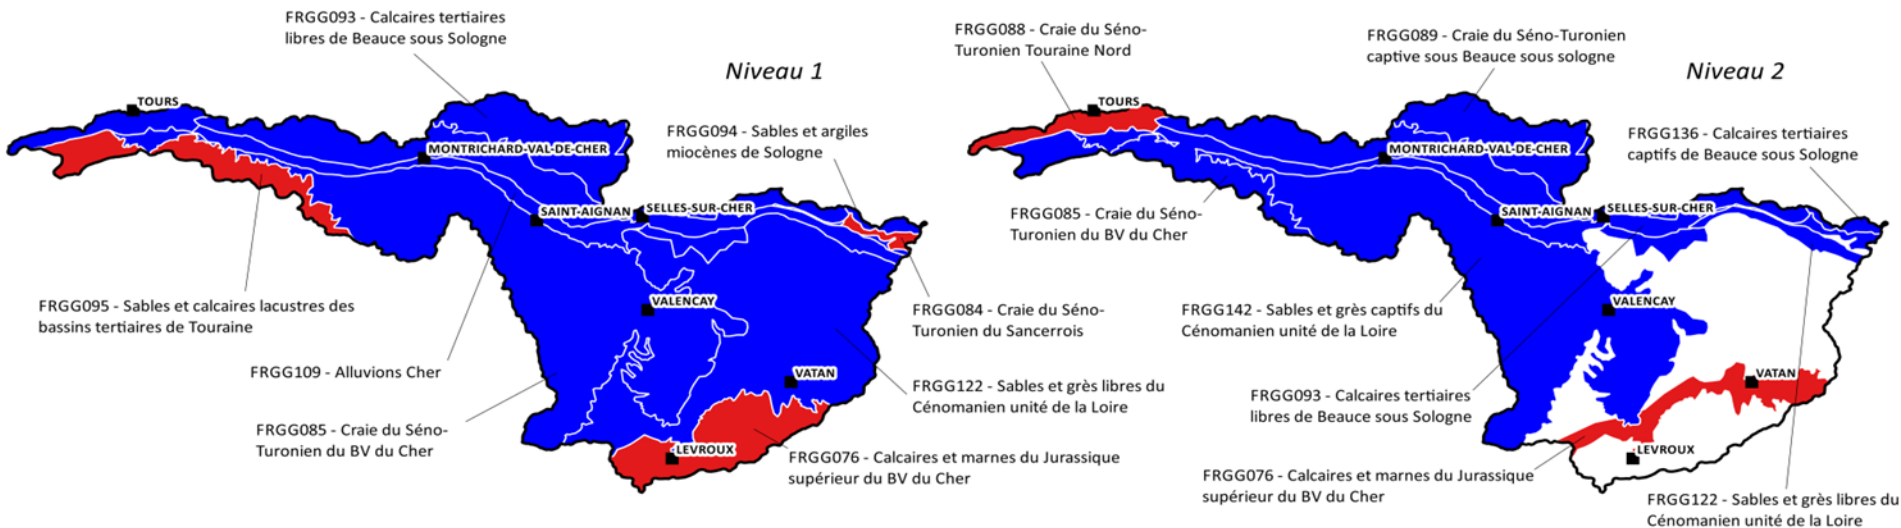 FRGG093 - Calcaires tertiaires
libres de Beauce sous Sologne
Niveau 1
TOURS
FRGG094 - Sables et argiles
miocènes de Sologne
MONTRICHARD-VAL-DE-CHER
SAINT-AIGNAN
SELLES-SUR-CHER
FRGG095 - Sables et calcaires lacustres des
bassins tertiaires de Touraine
VALENCAY
FRGG084 - Craie du Séno-
Turonien du Sancerrois
FRGG109 - Alluvions Cher
VATAN
FRGG122 - Sables et grès libres du
Cénomanien unité de la Loire
FRGG085 - Craie du Séno-
Turonien du BV du Cher
LEVROUX
FRGG076 - Calcaires et marnes du Jurassique
supérieur du BV du Cher
FRGG088 - Craie du Séno-
Turonien Touraine Nord
FRGG089 - Craie du Séno-Turonien
captive sous Beauce sous sologne
Niveau 2
TOURS
FRGG136 - Calcaires tertiaires
captifs de Beauce sous Sologne
MONTRICHARD-VAL-DE-CHER
FRGG085 - Craie du Séno-
Turonien du BV du Cher
SAINT-AIGNAN
SELLES-SUR-CHER
FRGG142 - Sables et grès captifs du
Cénomanien unité de la Loire
VALENCAY
VATAN
FRGG093 - Calcaires tertiaires
libres de Beauce sous Sologne
LEVROUX
FRGG076 - Calcaires et marnes du Jurassique
supérieur du BV du Cher
FRGG122 - Sables et grès libres du
Cénomanien unité de la Loire